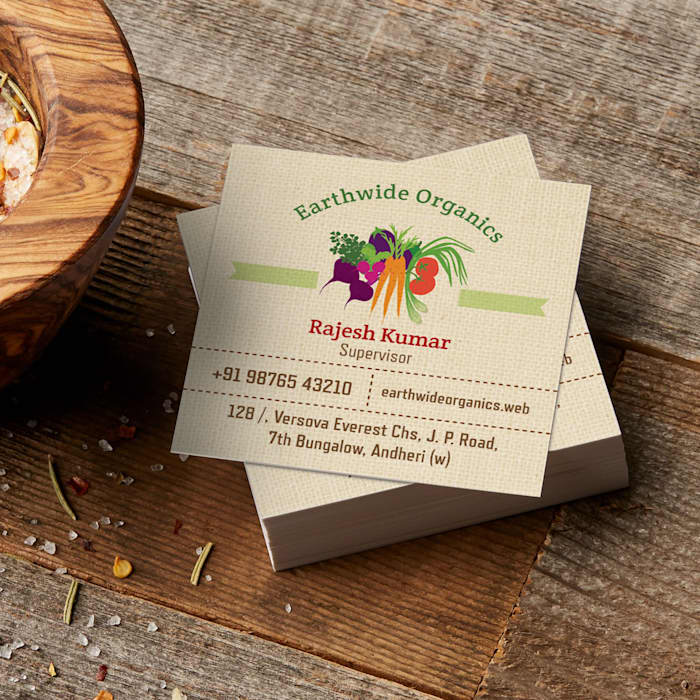 Earthwide Organics
Rajesh Kumar
Supervisor
+91 98765 43210
earthwideorganics.web
128 /, Versova Everest Chs, J. P. Road,
7th Bungalow, Andheri (w)